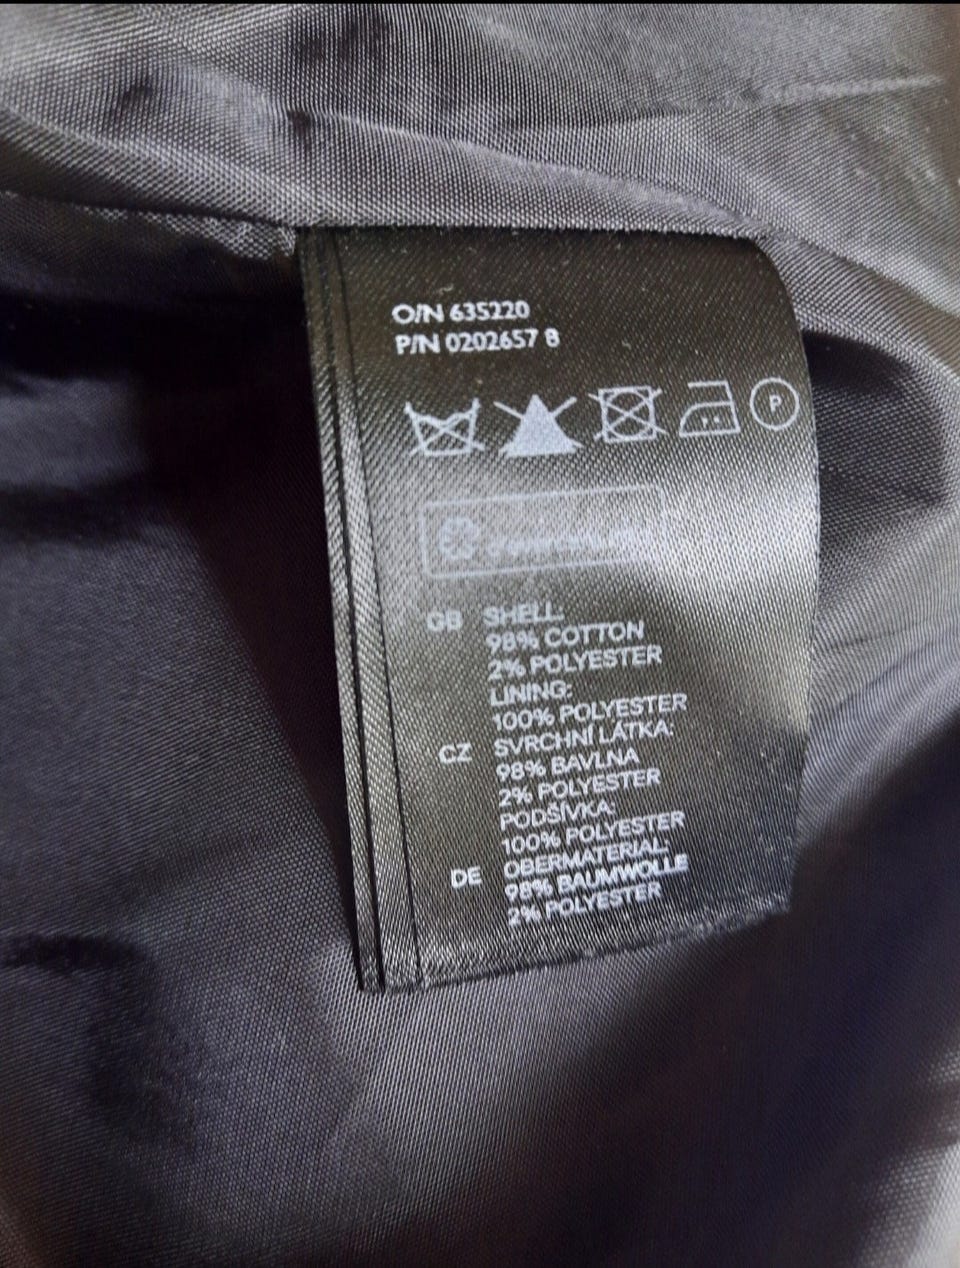 O/N 635220
P/N 0202657 8
P
GB SHELL:
98% COTTON
2% POLYESTER
LINING:
100% POLYESTER
CZ SVRCHNÍ LÁTKA:
98% BAVLNA
2% POLYESTER
PODŠÍVKA:
100% POLYESTER
DE OBERMATERIAL:
98% BAUMWOLLE
2% POLYESTER